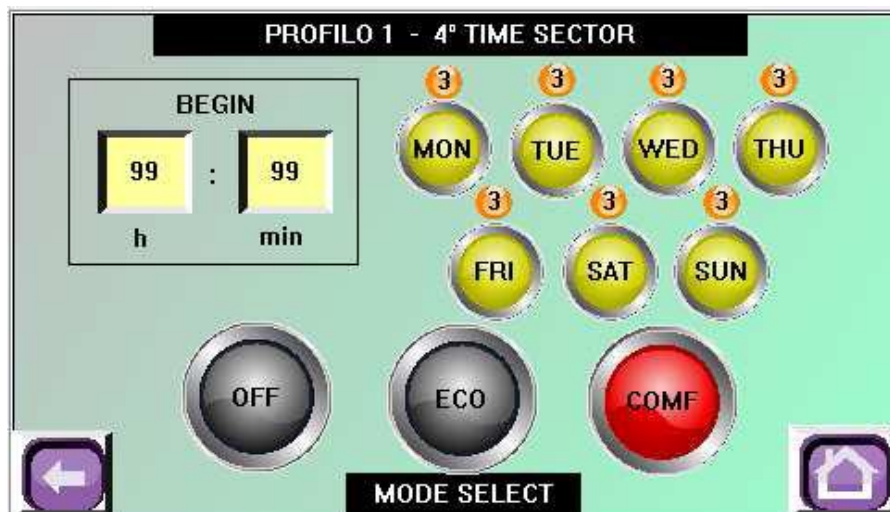 PROFILO 1 - 4° TIME SECTOR
BEGIN
99 : 99
h min
3 3 3 3
MON TUE WED THU
3 3 3
FRI SAT SUN
OFF ECO COMF
MODE SELECT